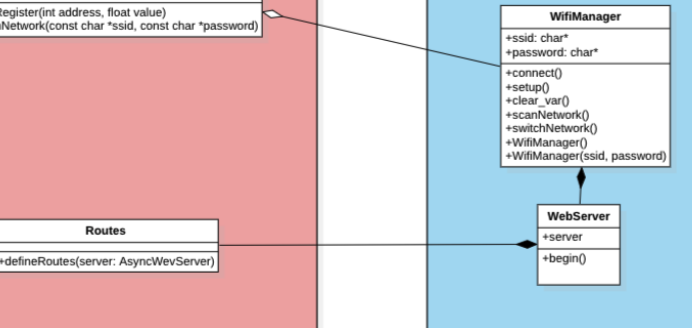 Register(int address, float value)
Network(const char *ssid, const char *password)
WifiManager
+ssid: char*
+password: char*
+connect()
+setup()
+clear_var()
+scanNetwork()
+switchNetwork()
+WifiManager()
+WifiManager(ssid, password)
Routes
+defineRoutes(server: AsyncWevServer)
WebServer
+server
+begin()